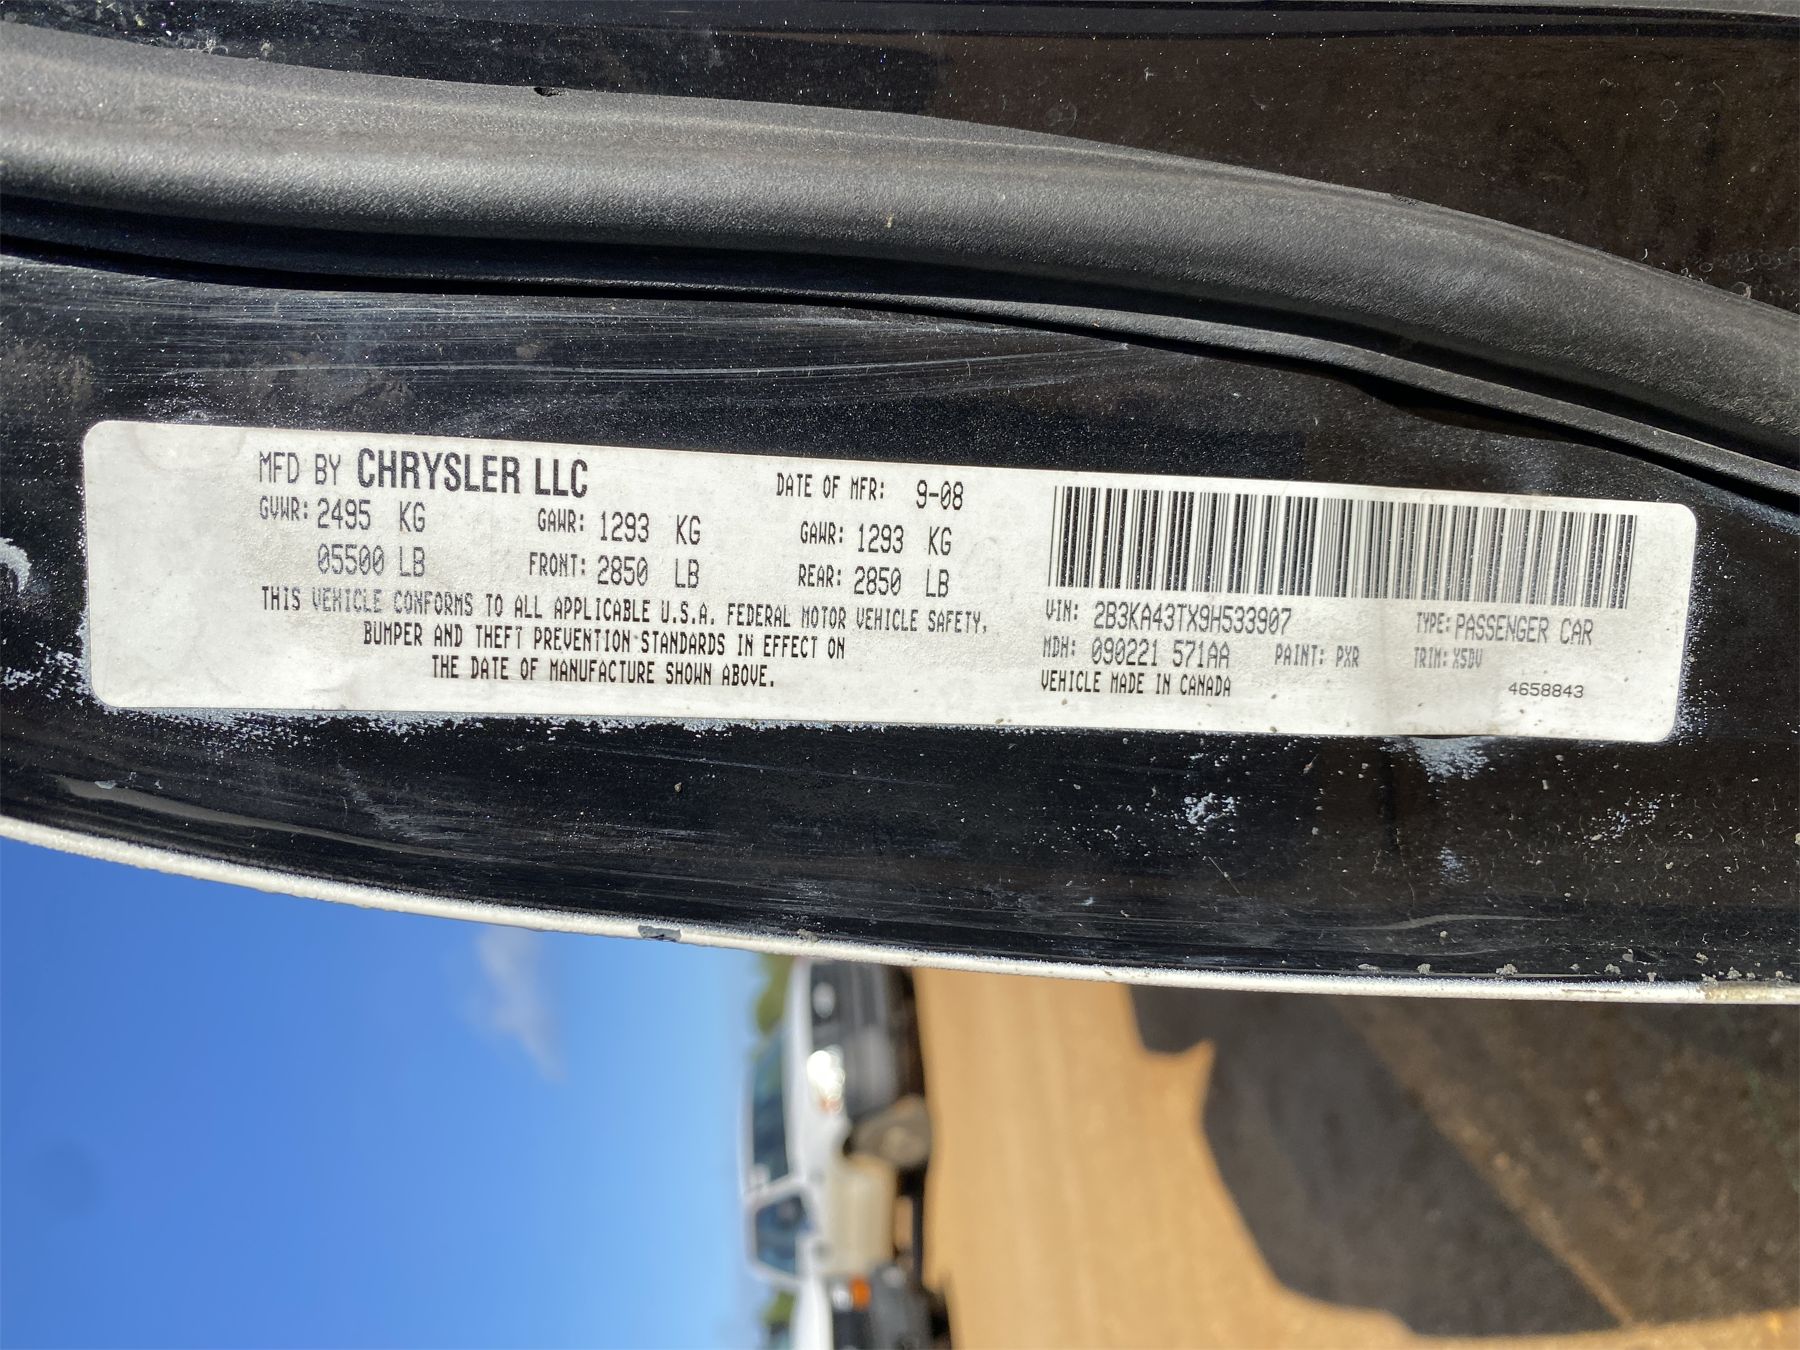 MFD BY CHRYSLER LLC DATE OF MFR: 9-08
GVWR: 2495 KG GAWR: 1293 KG GAWR: 1293 KG
05500 LB FRONT: 2850 LB REAR: 2850 LB
THIS VEHICLE CONFORMS TO ALL APPLICABLE U.S.A. FEDERAL MOTOR VEHICLE SAFETY,
BUMPER AND THEFT PREVENTION STANDARDS IN EFFECT ON
THE DATE OF MANUFACTURE SHOWN ABOVE.
VIN: 2B3KA43TX9H533907 TYPE: PASSENGER CAR
MDH: 090221 571AA PAINT: PXR TRIM: X5DV
VEHICLE MADE IN CANADA 4658843